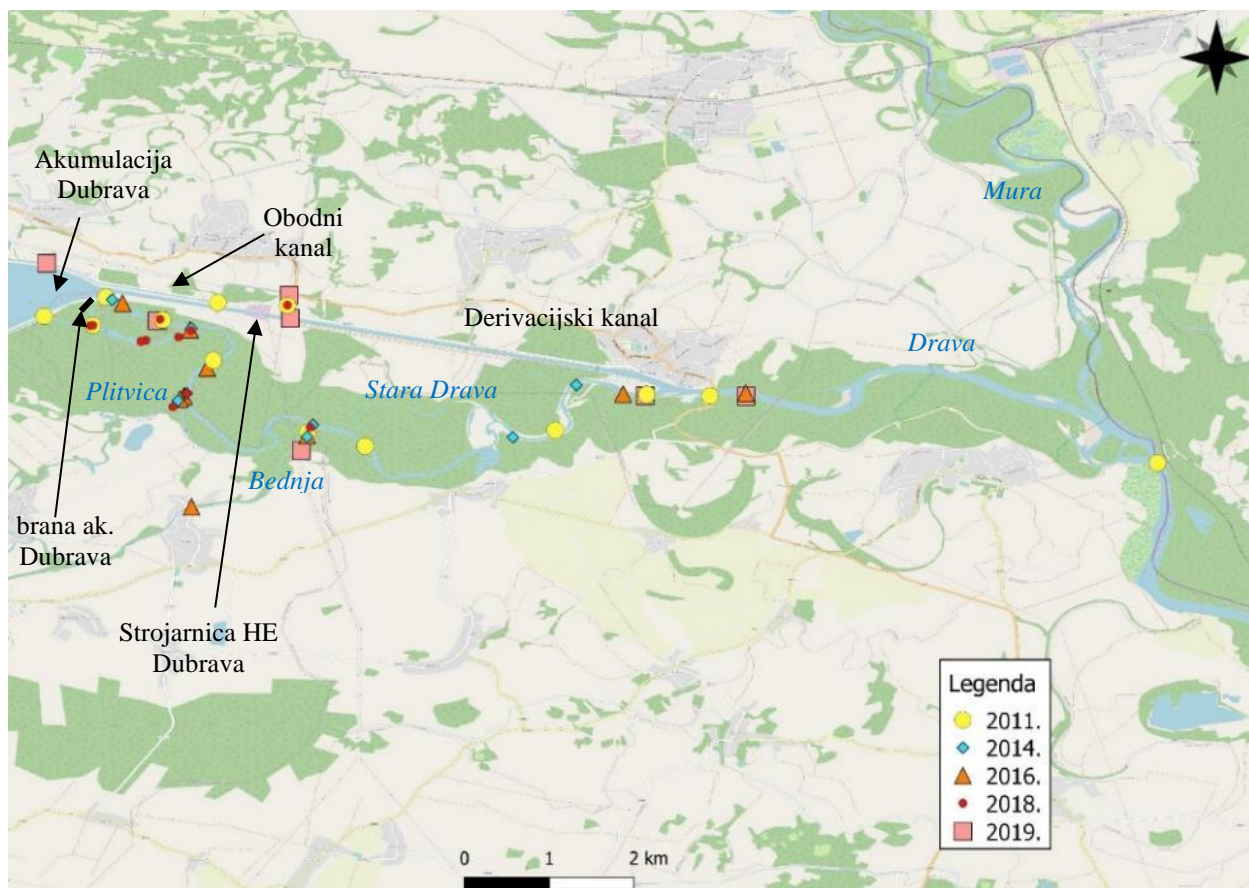 Akumulacija
Dubrava
Obodni
kanal
Mura
Derivacijski kanal
Drava
Plitvica
Stara Drava
Bednja
brana ak.
Dubrava
Strojarnica HE
Dubrava
Legenda
2011.
2014.
2016.
2018.
2019.
0 1 2 km